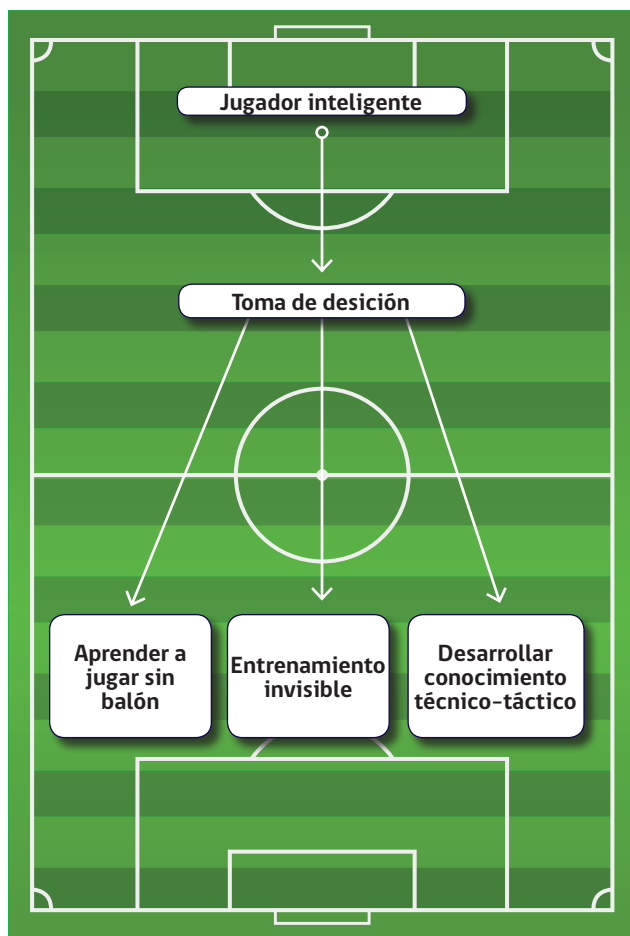 Jugador inteligente
Toma de desición
Aprender a
jugar sin
balón
Entrenamiento
invisible
Desarrollar
conocimiento
técnico-táctico